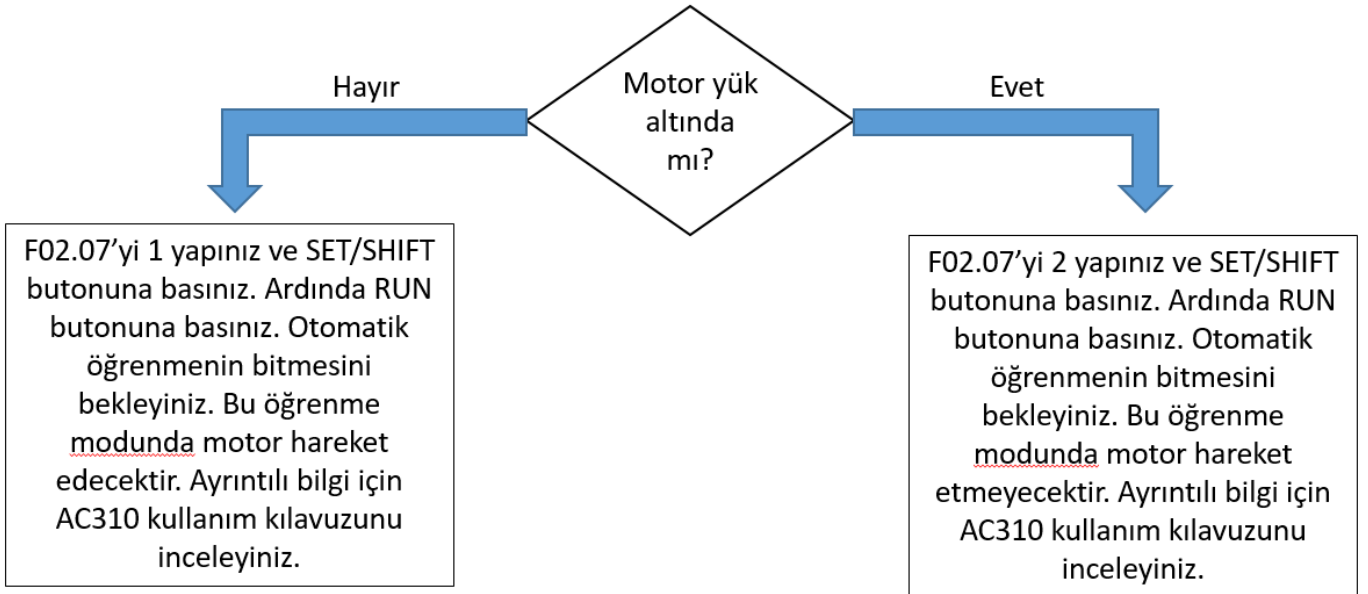 Motor yük
altında
mı?
Hayır
Evet
F02.07’yi 1 yapınız ve SET/SHIFT
butonuna basınız. Ardında RUN
butonuna basınız. Otomatik
öğrenmenin bitmesini
bekleyiniz. Bu öğrenme
modunda motor hareket
edecektir. Ayrıntılı bilgi için
AC310 kullanım kılavuzunu
inceleyiniz.
F02.07’yi 2 yapınız ve SET/SHIFT
butonuna basınız. Ardında RUN
butonuna basınız. Otomatik
öğrenmenin bitmesini
bekleyiniz. Bu öğrenme
modunda motor hareket
etmeyecektir. Ayrıntılı bilgi için
AC310 kullanım kılavuzunu
inceleyiniz.